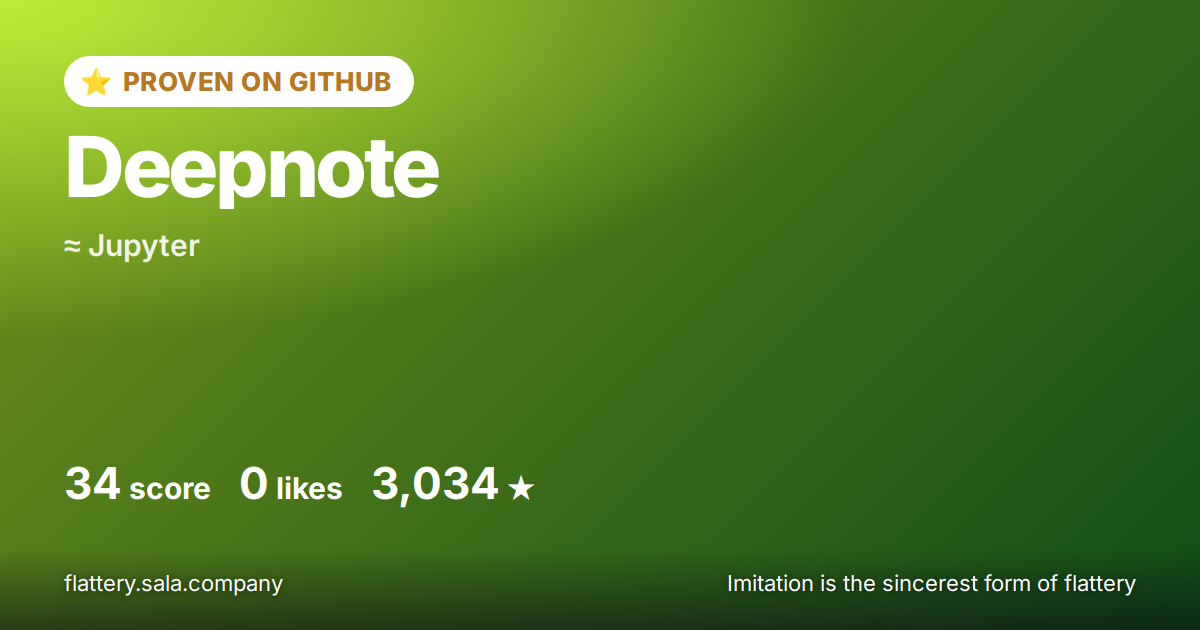 ⭐ PROVEN ON GITHUB
Deepnote
≈ Jupyter
34 score 0 likes 3,034 ★
flattery.sala.company
Imitation is the sincerest form of flattery